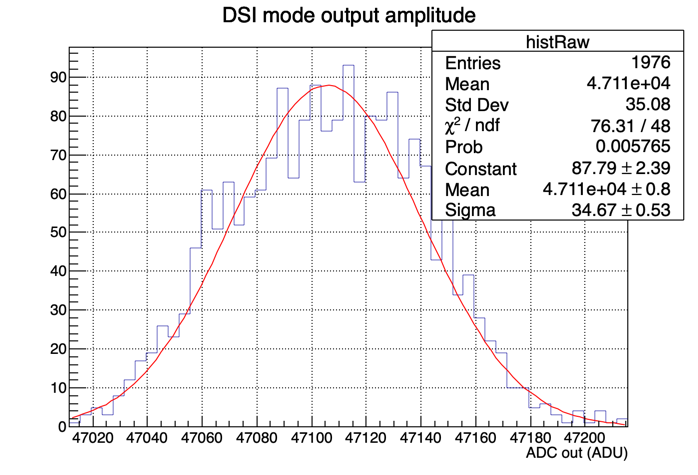 DSI mode output amplitude
histRaw
Entries 1976
Mean 4.711e+04
Std Dev 35.08
χ² / ndf 76.31 / 48
Prob 0.005765
Constant 87.79 ± 2.39
Mean 4.711e+04 ± 0.8
Sigma 34.67 ± 0.53
90
80
70
60
50
40
30
20
10
0
47020 47040 47060 47080 47100 47120 47140 47160 47180 47200
ADC out (ADU)